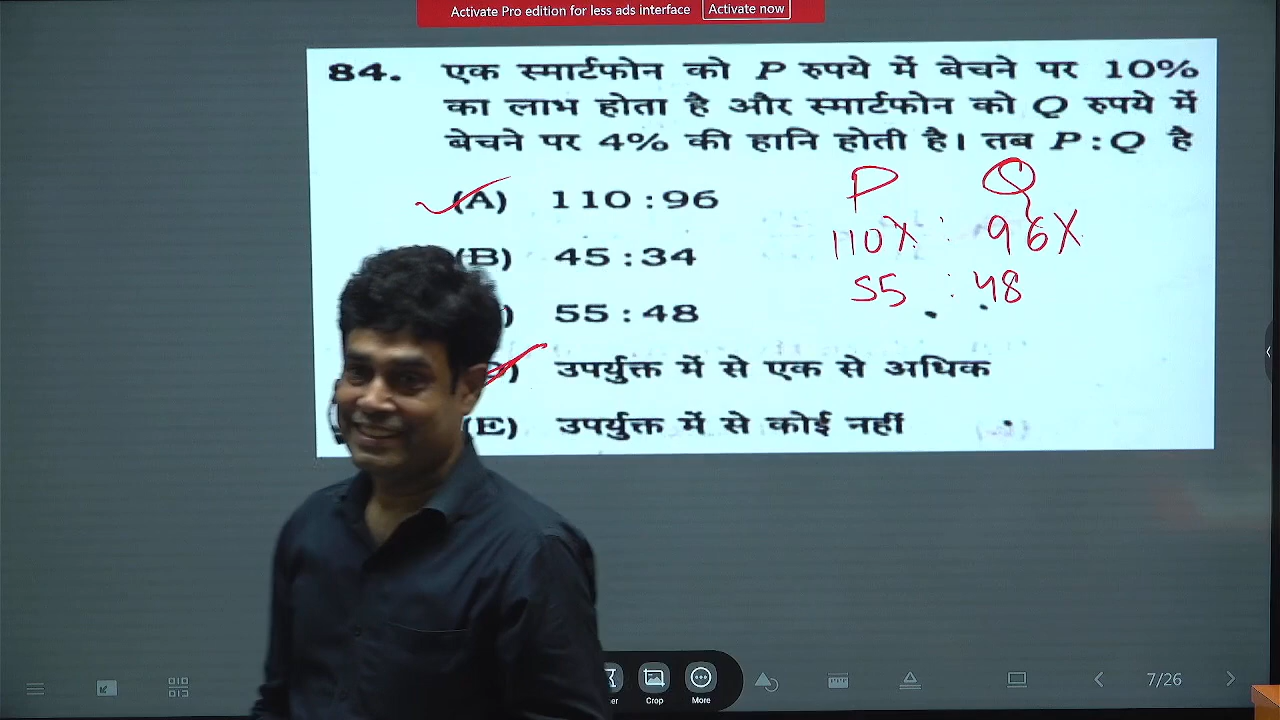 Activate Pro edition for less ads interface Activate now
84. एक स्मार्टफोन को P रुपये में बेचने पर 10%
का लाभ होता है और स्मार्टफोन को Q रुपये में
बेचने पर 4% की हानि होती है। तब P:Q है
P Q
(A) 110:96
110X : 96X
(B) 45:34
55 : 48
) 55:48
) उपर्युक्त में से एक से अधिक
(E) उपर्युक्त में से कोई नहीं
Crop More
7/26